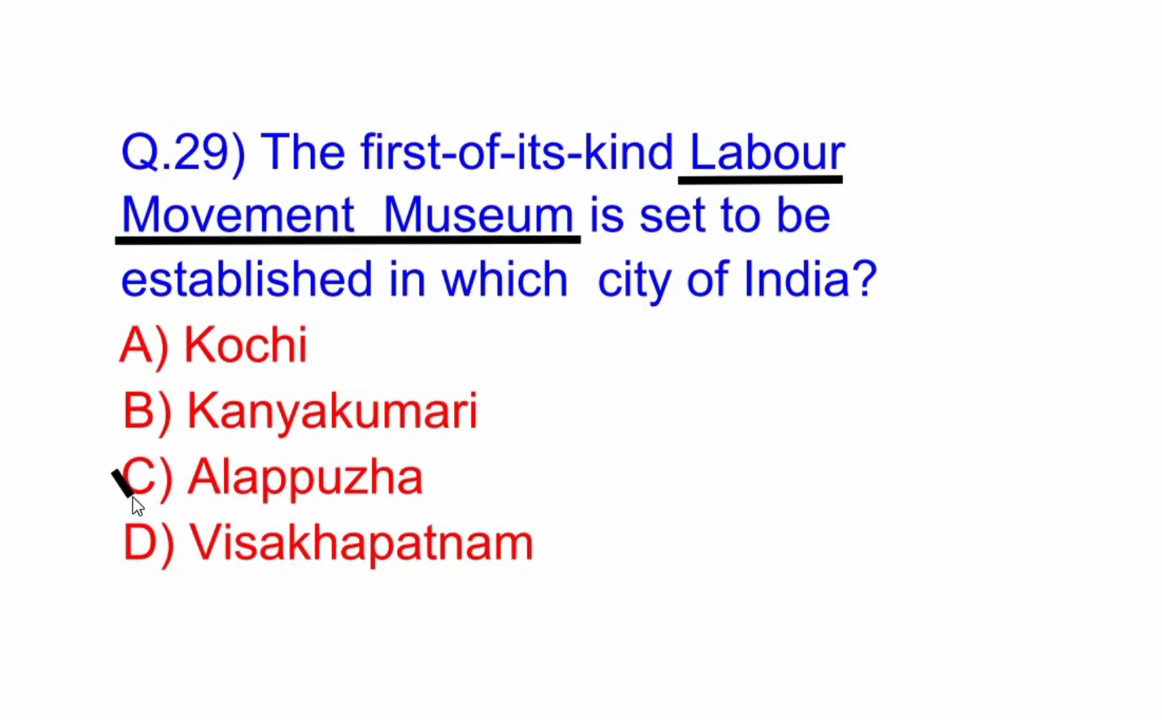 Q.29) The first-of-its-kind Labour
Movement Museum is set to be
established in which city of India?
A) Kochi
B) Kanyakumari
C) Alappuzha
D) Visakhapatnam